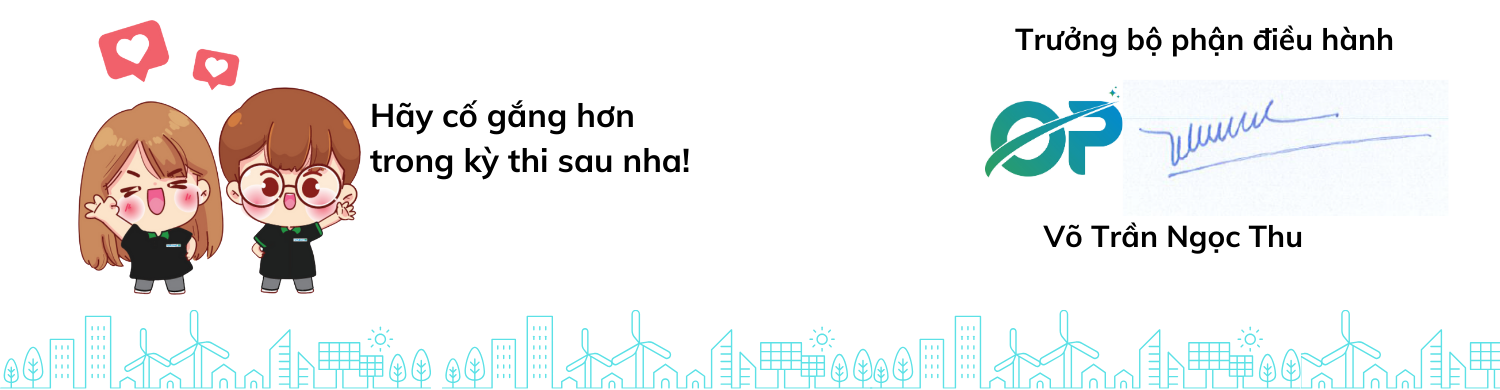 Hãy cố gắng hơn
trong kỳ thi sau nha!
Trưởng bộ phận điều hành
OP
Võ Trần Ngọc Thu